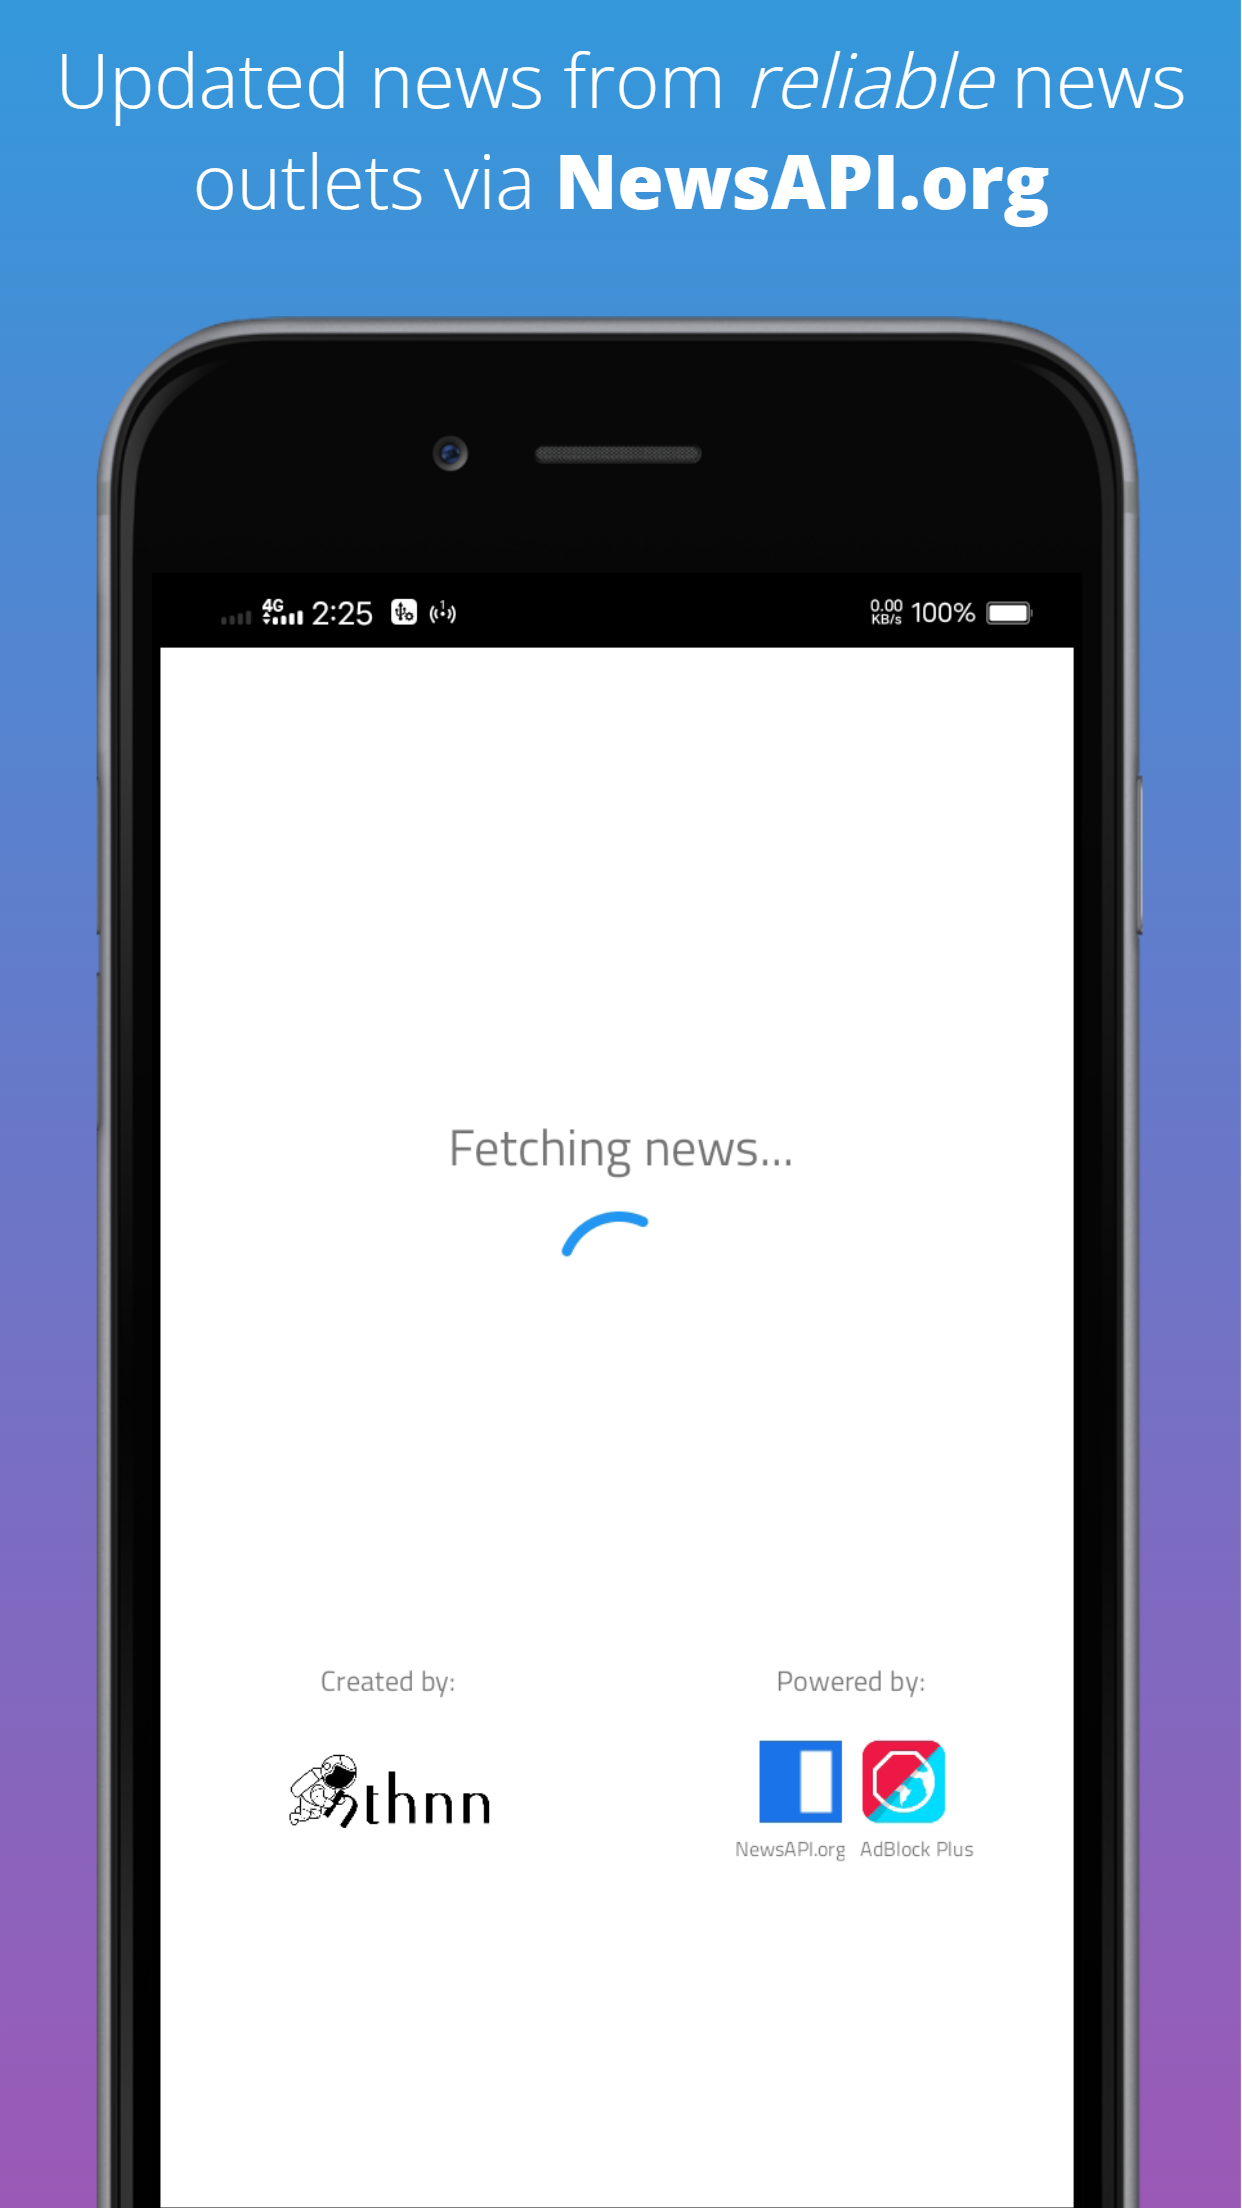 Updated news from reliable news
outlets via NewsAPI.org
4G 2:25 1 0.00 KB/s 100%
Fetching news...
Created by: Powered by:
thnn
NewsAPI.org AdBlock Plus